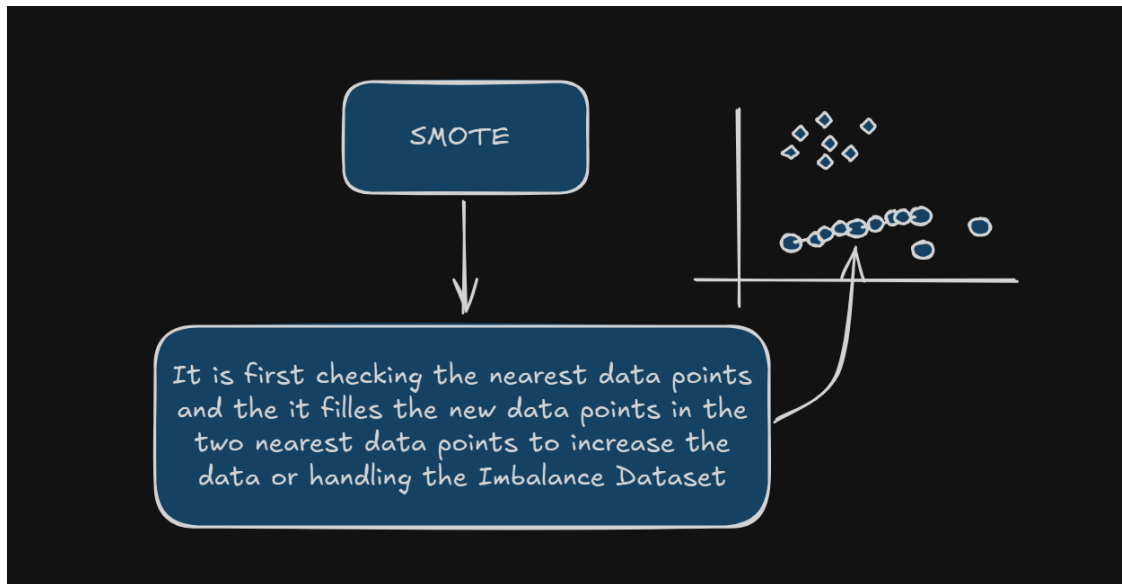 SMOTE
It is first checking the nearest data points
and the it filles the new data points in the
two nearest data points to increase the
data or handling the Imbalance Dataset